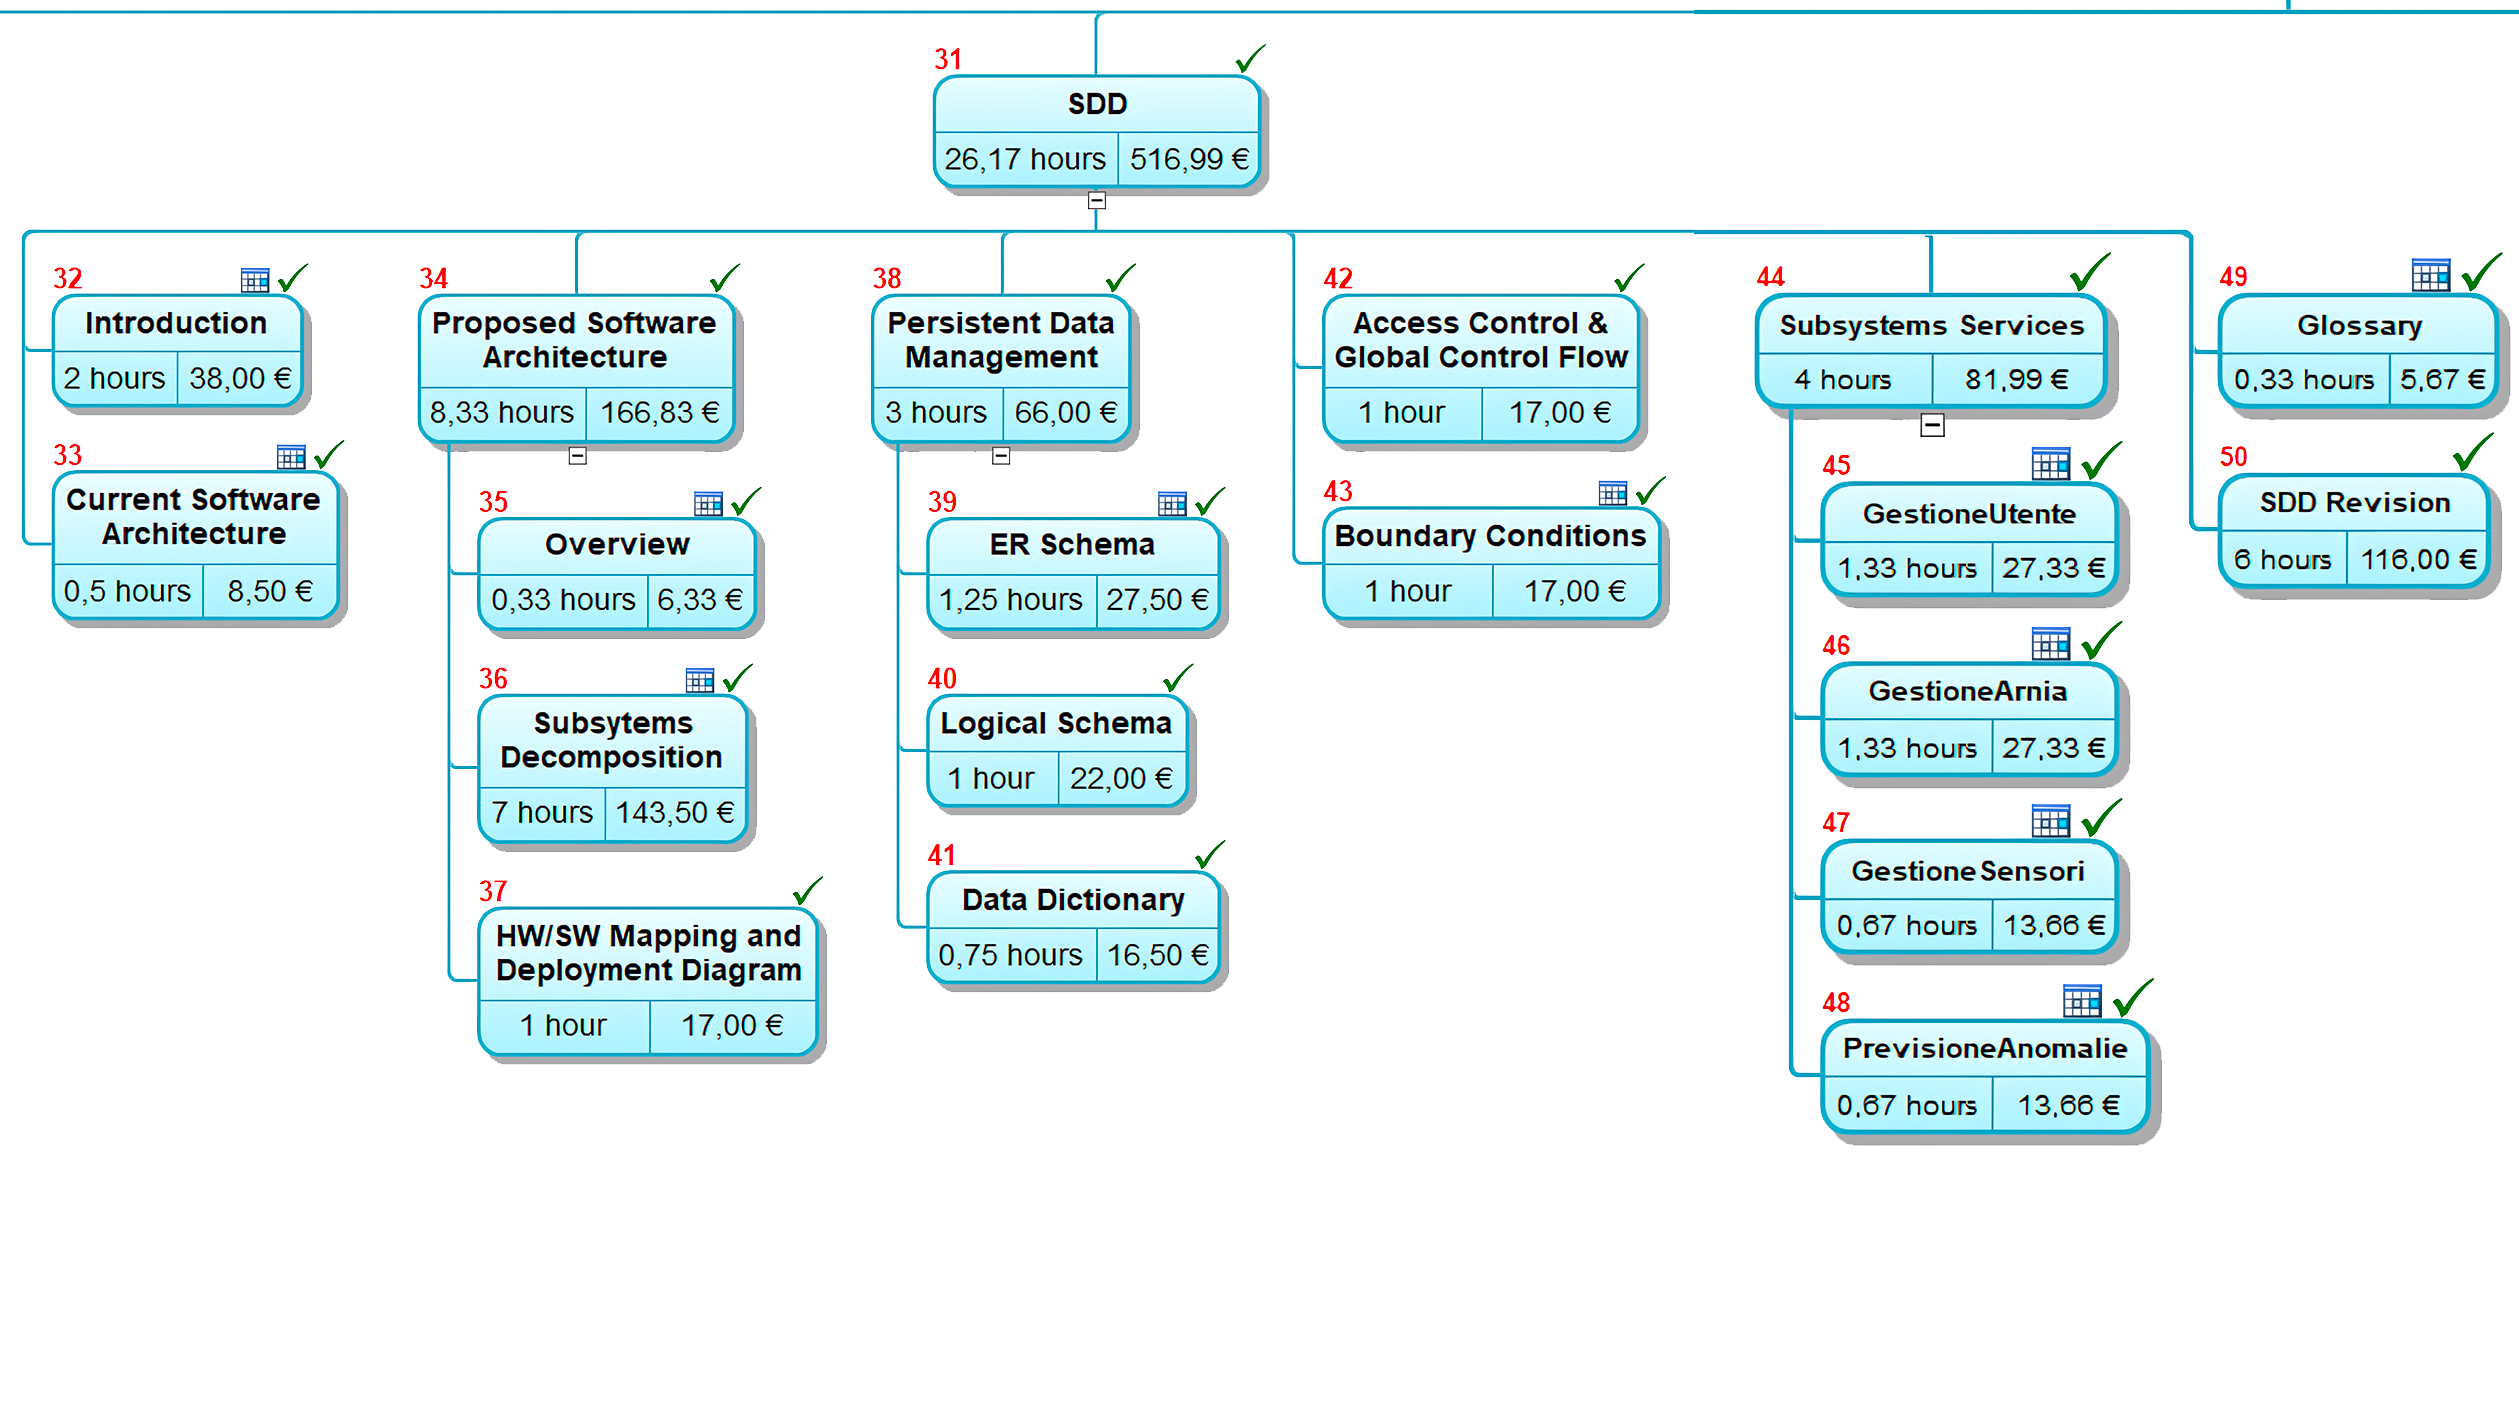 31
SDD
26,17 hours 516,99 €
32
Introduction
2 hours 38,00 €
33
Current Software
Architecture
0,5 hours 8,50 €
34
Proposed Software
Architecture
8,33 hours 166,83 €
35
Overview
0,33 hours 6,33 €
36
Subsytems
Decomposition
7 hours 143,50 €
37
HW/SW Mapping and
Deployment Diagram
1 hour 17,00 €
38
Persistent Data
Management
3 hours 66,00 €
39
ER Schema
1,25 hours 27,50 €
40
Logical Schema
1 hour 22,00 €
41
Data Dictionary
0,75 hours 16,50 €
42
Access Control &
Global Control Flow
1 hour 17,00 €
43
Boundary Conditions
1 hour 17,00 €
44
Subsystems Services
4 hours 81,99 €
45
GestioneUtente
1,33 hours 27,33 €
46
GestioneArnia
1,33 hours 27,33 €
47
GestioneSensori
0,67 hours 13,66 €
48
PrevisioneAnomalie
0,67 hours 13,66 €
49
Glossary
0,33 hours 5,67 €
50
SDD Revision
6 hours 116,00 €